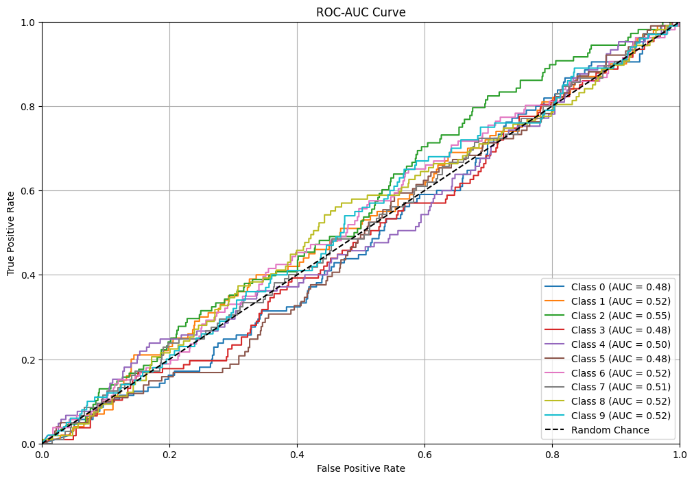 ROC-AUC Curve
1.0
0.8
0.6
0.4
0.2
0.0
True Positive Rate
Class 0 (AUC = 0.48)
Class 1 (AUC = 0.52)
Class 2 (AUC = 0.55)
Class 3 (AUC = 0.48)
Class 4 (AUC = 0.50)
Class 5 (AUC = 0.48)
Class 6 (AUC = 0.52)
Class 7 (AUC = 0.51)
Class 8 (AUC = 0.52)
Class 9 (AUC = 0.52)
Random Chance
0.0 0.2 0.4 0.6 0.8 1.0
False Positive Rate